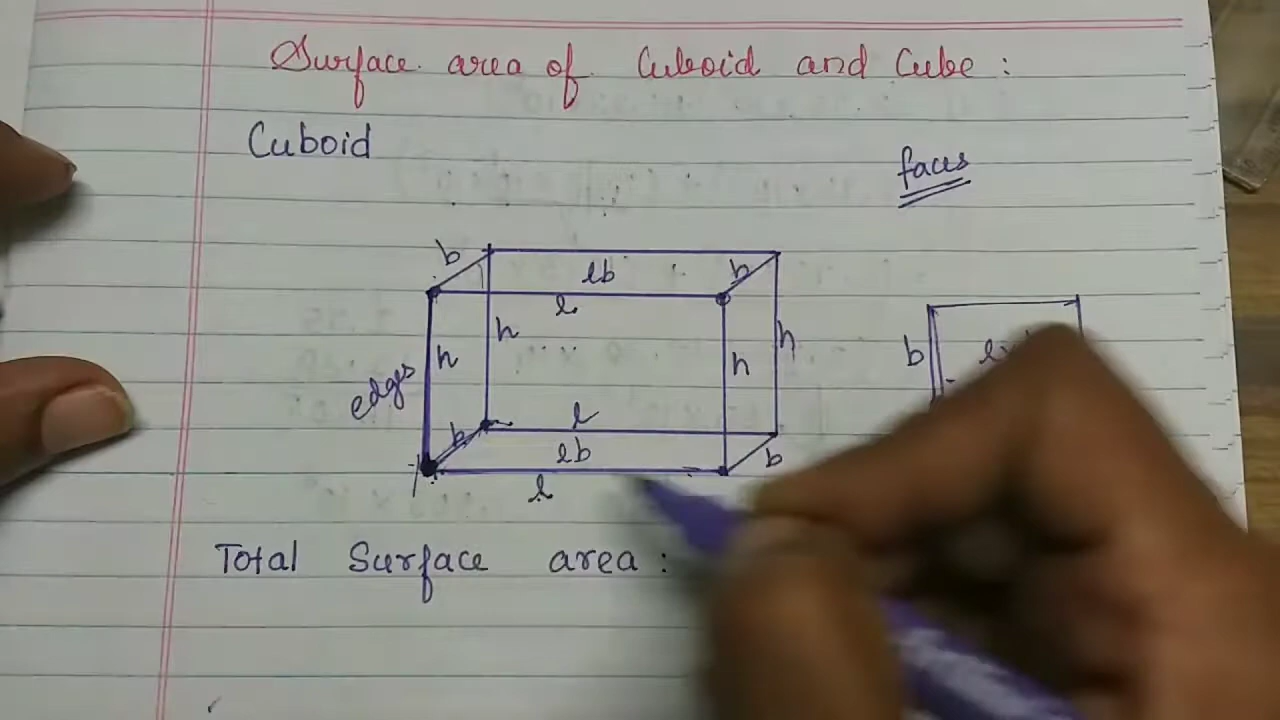 Surface area of Cuboid and Cube :
Cuboid
faces
b
lb
b
l
h
h
h
h
b
edges
l
b
lb
b
l
Total Surface area :